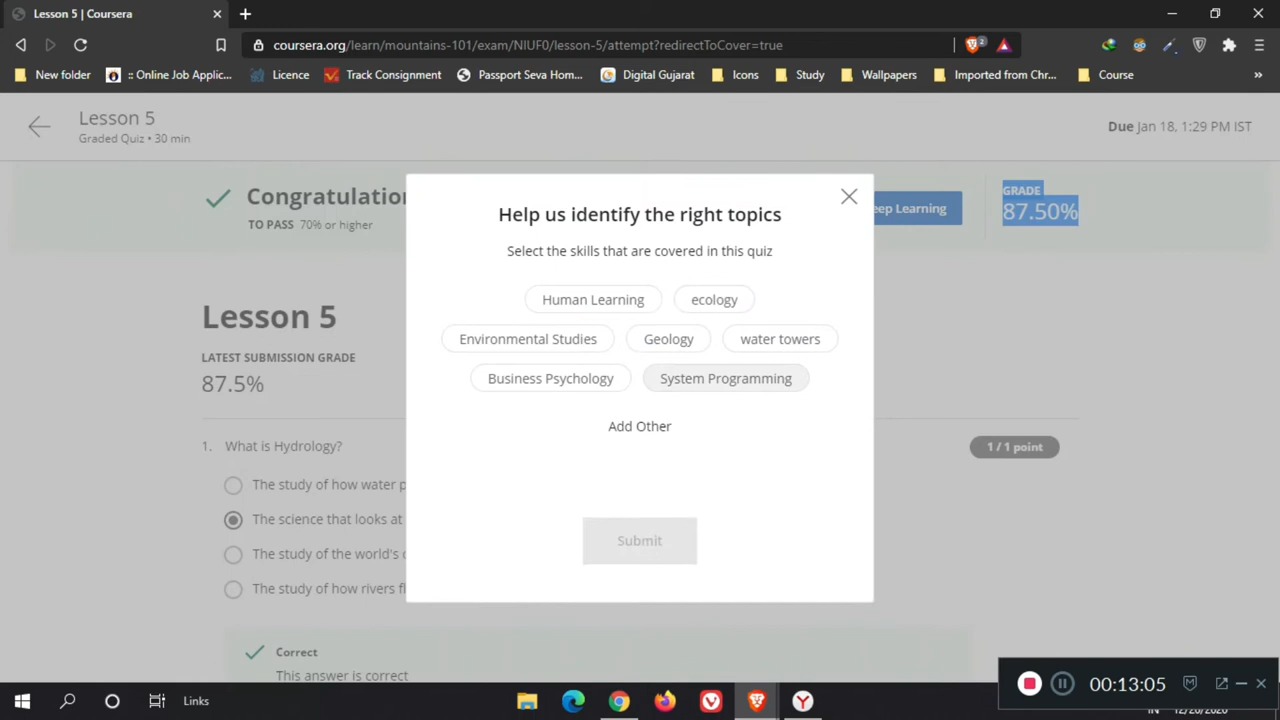 Lesson 5 | Coursera
coursera.org/learn/mountains-101/exam/NIUF0/lesson-5/attempt?redirectToCover=true
2
New folder :: Online Job Applic... Licence Track Consignment Passport Seva Hom... Digital Gujarat Icons Study Wallpapers Imported from Chr... Course »
Lesson 5
Graded Quiz • 30 min
Due Jan 18, 1:29 PM IST
Congratulation
TO PASS 70% or higher
eep Learning
GRADE
87.50%
Help us identify the right topics
Select the skills that are covered in this quiz
Human Learning ecology
Environmental Studies Geology water towers
Business Psychology System Programming
Add Other
Submit
Lesson 5
LATEST SUBMISSION GRADE
87.5%
1. What is Hydrology?
1 / 1 point
The study of how water p
The science that looks at
The study of the world's
The study of how rivers fl
Correct
This answer is correct
Links
00:13:05